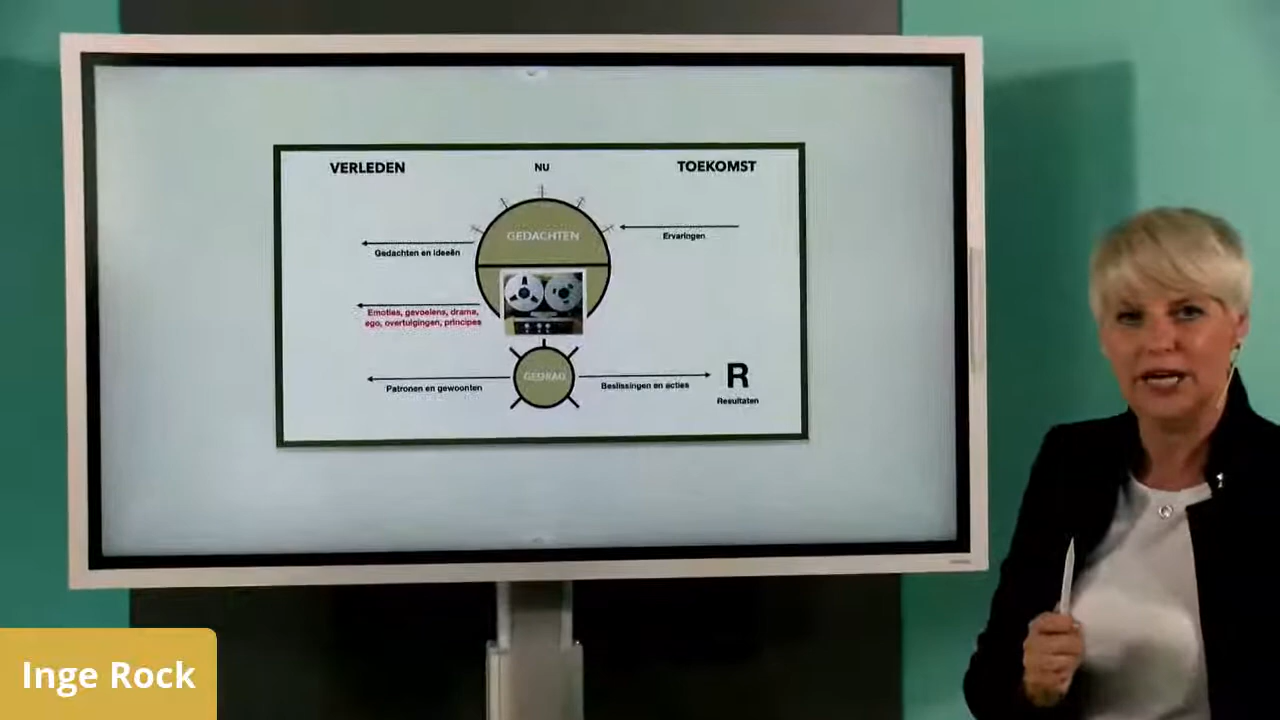 VERLEDEN
NU
TOEKOMST
GEDACHTEN
Ervaringen
Gedachten en ideeën
Emoties, gevoelens, drama,
ego, overtuigingen, principes
GEDRAG
Patronen en gewoonten
Beslissingen en acties
R
Resultaten
Inge Rock